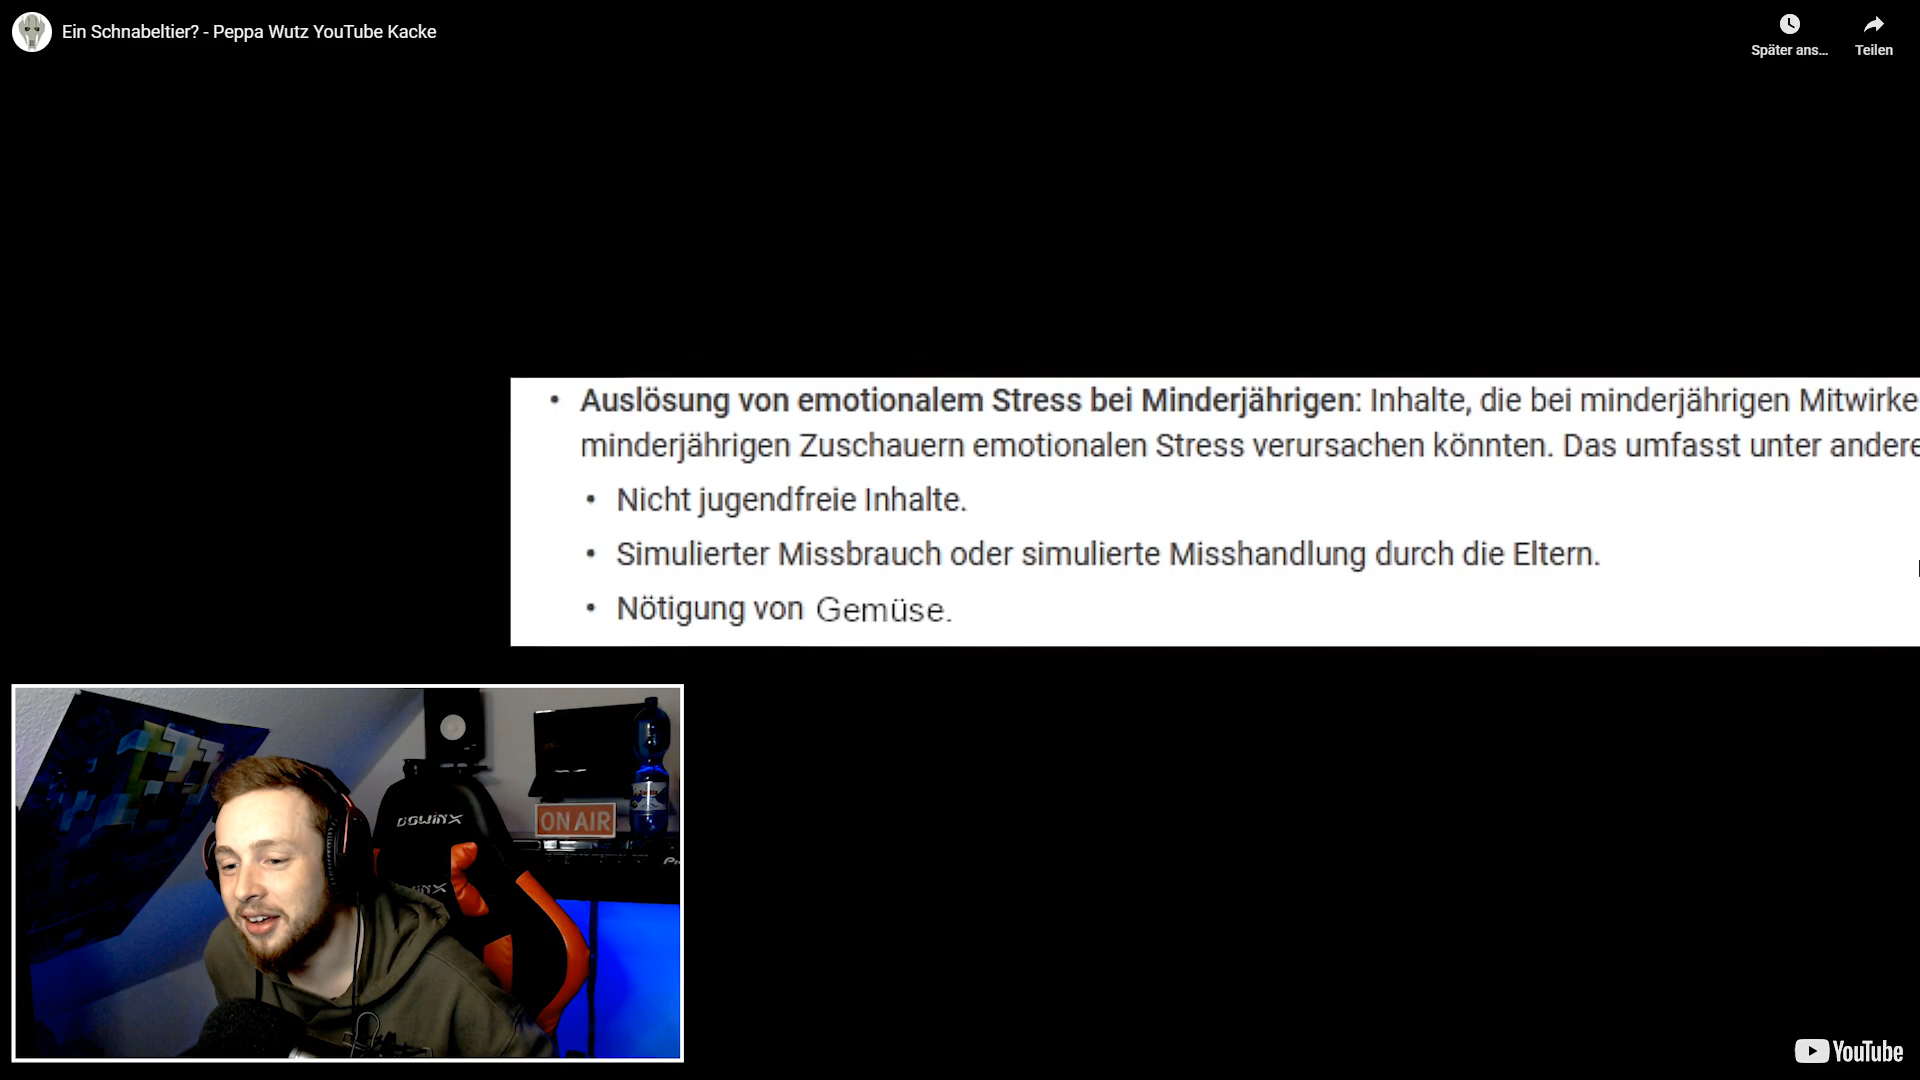 Ein Schnabeltier? - Peppa Wutz YouTube Kacke
Später ans...
Teilen
• Auslösung von emotionalem Stress bei Minderjährigen: Inhalte, die bei minderjährigen Mitwirke
minderjährigen Zuschauern emotionalen Stress verursachen könnten. Das umfasst unter andere
• Nicht jugendfreie Inhalte.
• Simulierter Missbrauch oder simulierte Misshandlung durch die Eltern.
• Nötigung von Gemüse.
DOWINX
ON AIR
YouTube